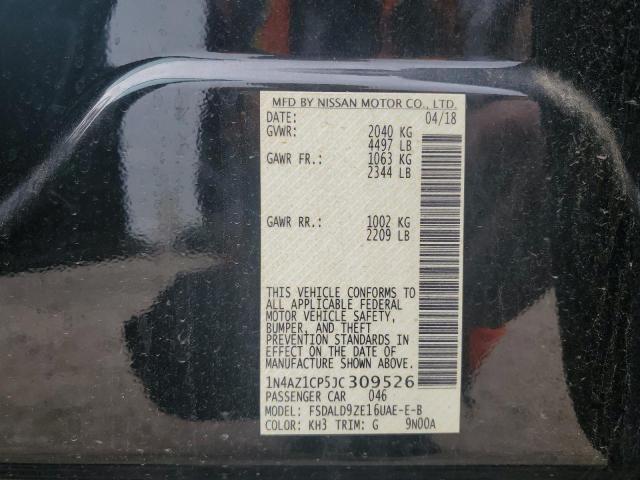 MFD BY NISSAN MOTOR CO., LTD.
DATE: 04/18
GVWR: 2040 KG
4497 LB
GAWR FR.: 1063 KG
2344 LB
GAWR RR.: 1002 KG
2209 LB
THIS VEHICLE CONFORMS TO
ALL APPLICABLE FEDERAL
MOTOR VEHICLE SAFETY,
BUMPER, AND THEFT
PREVENTION STANDARDS IN
EFFECT ON THE DATE OF
MANUFACTURE SHOWN ABOVE.
1N4AZ1CP5JC309526
PASSENGER CAR 046
MODEL: FSDALD9ZE16UAE-E-B
COLOR: KH3 TRIM: G 9N00A